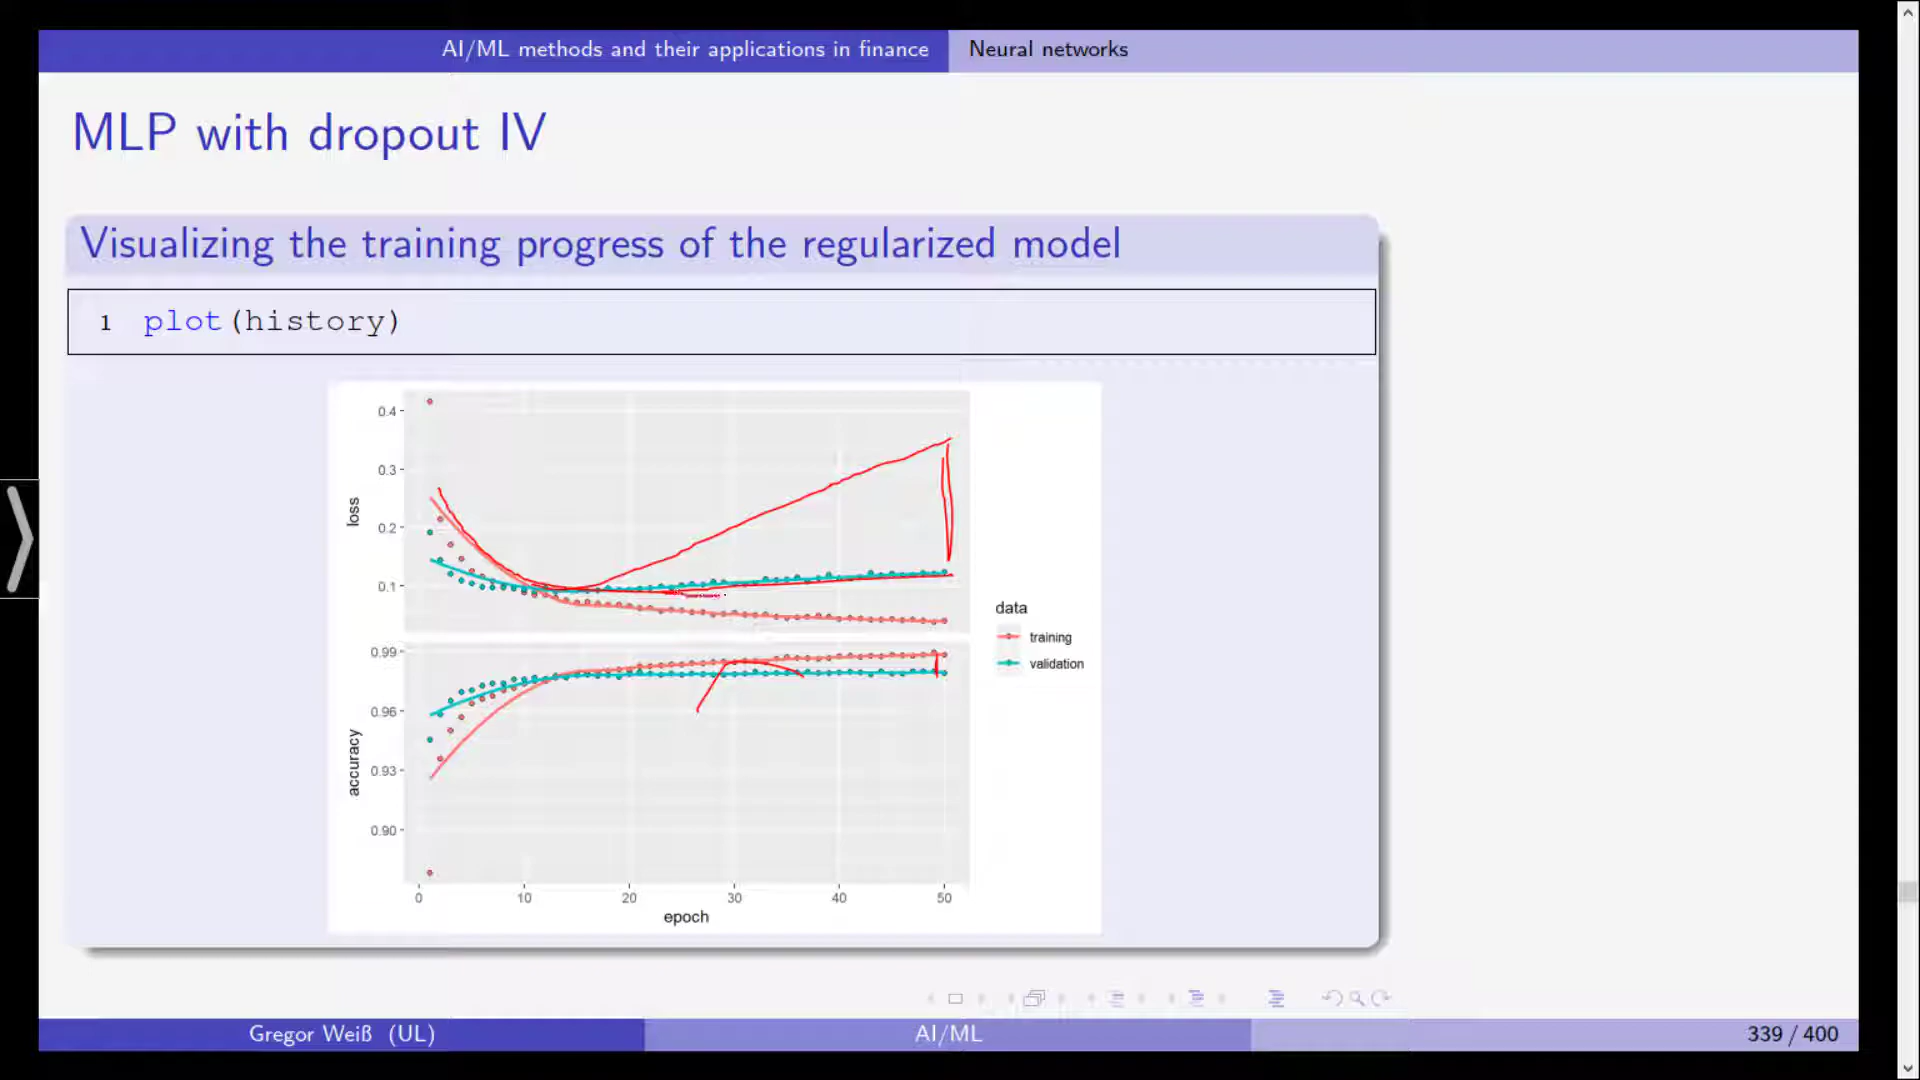 AI/ML methods and their applications in finance Neural networks
MLP with dropout IV
Visualizing the training progress of the regularized model
1 plot(history)
0.4
0.3
0.2
0.1
loss
0.99
0.96
0.93
0.90
accuracy
0 10 20 30 40 50
epoch
data
training
validation
Gregor Weiß (UL) AI/ML 339 / 400